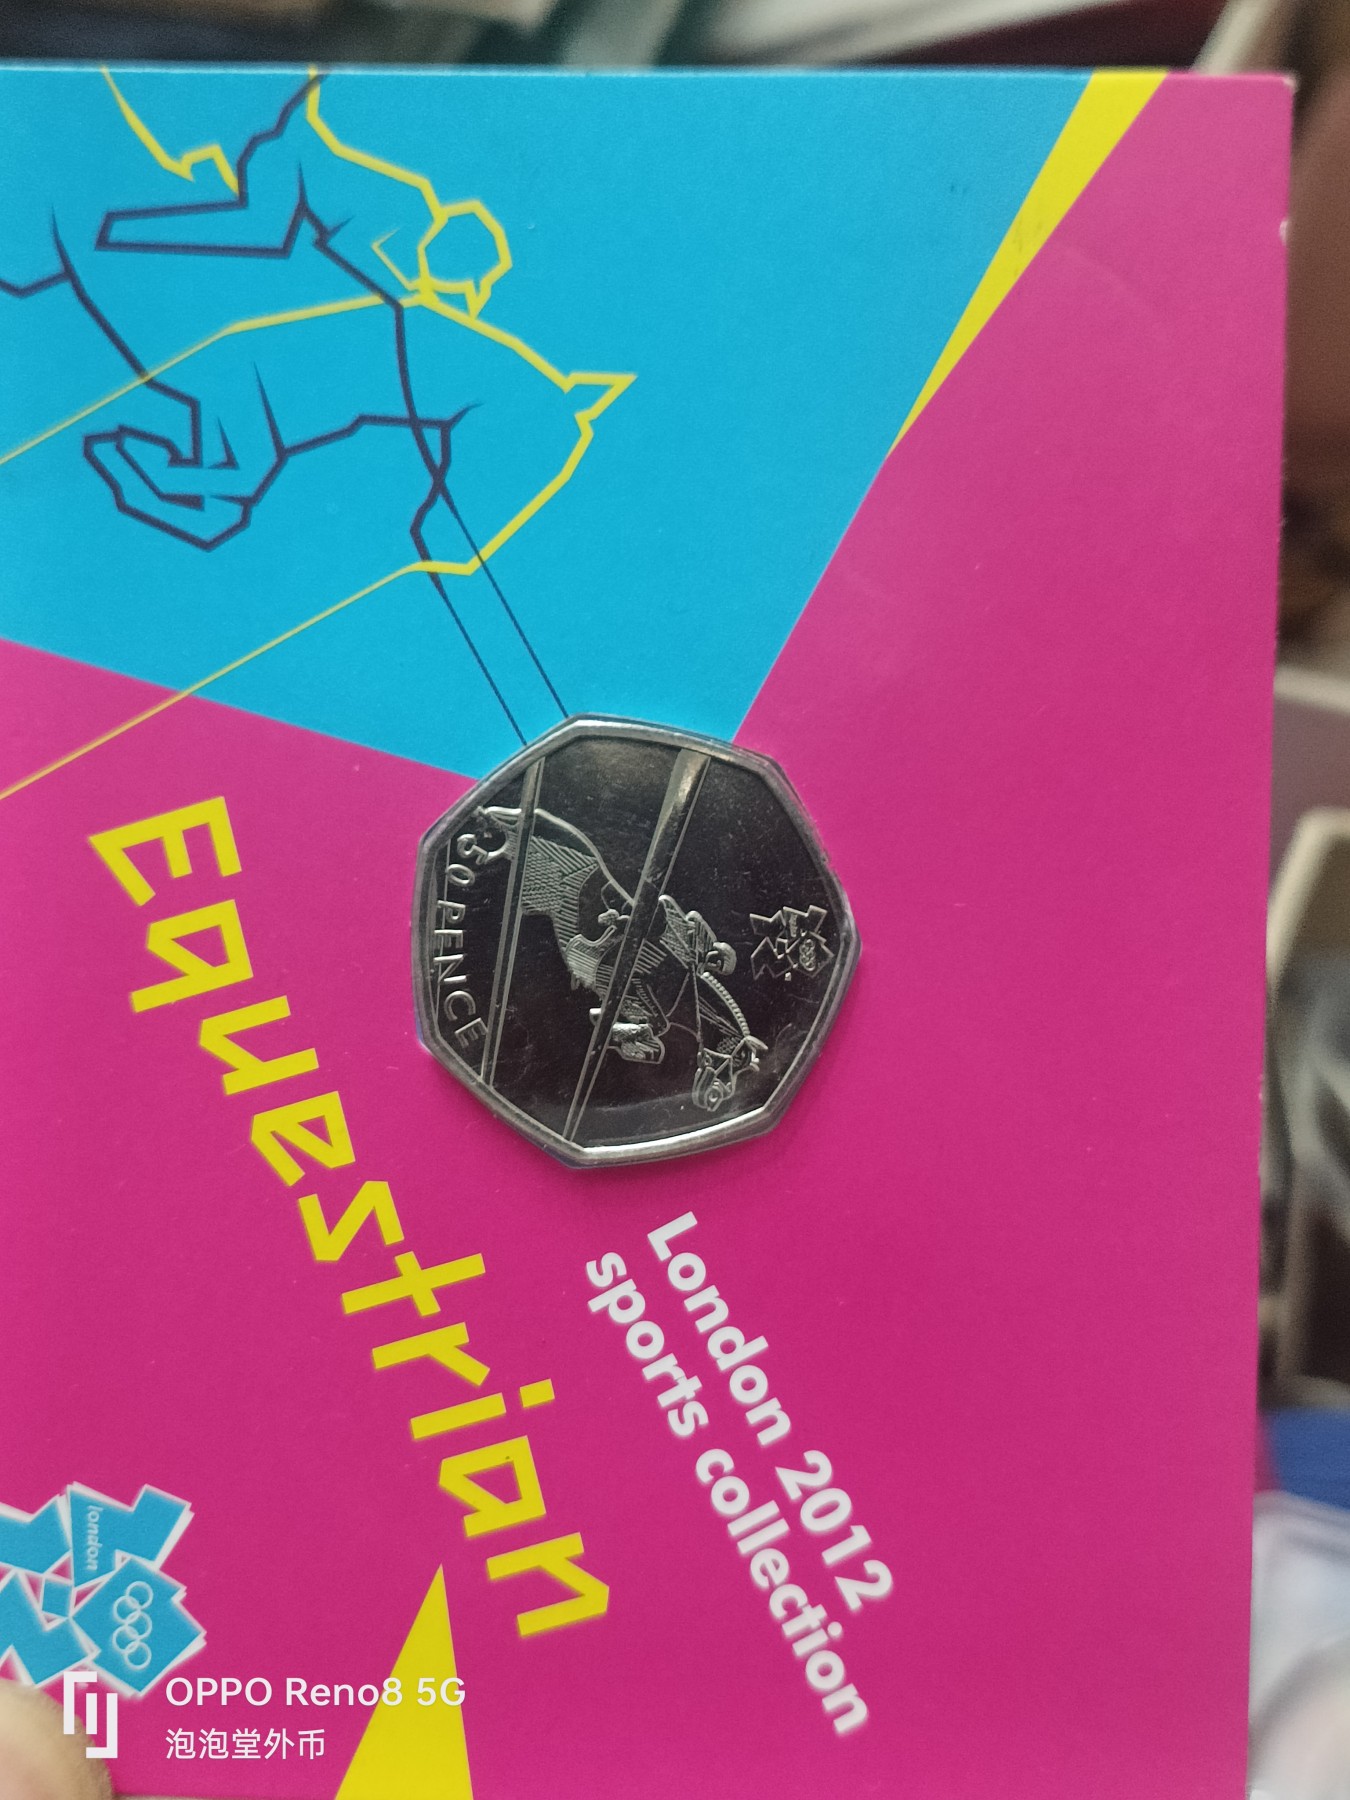 50 PENCE
Equestrian
London 2012
sports collection
london
OPPO Reno8 5G
泡泡堂外币